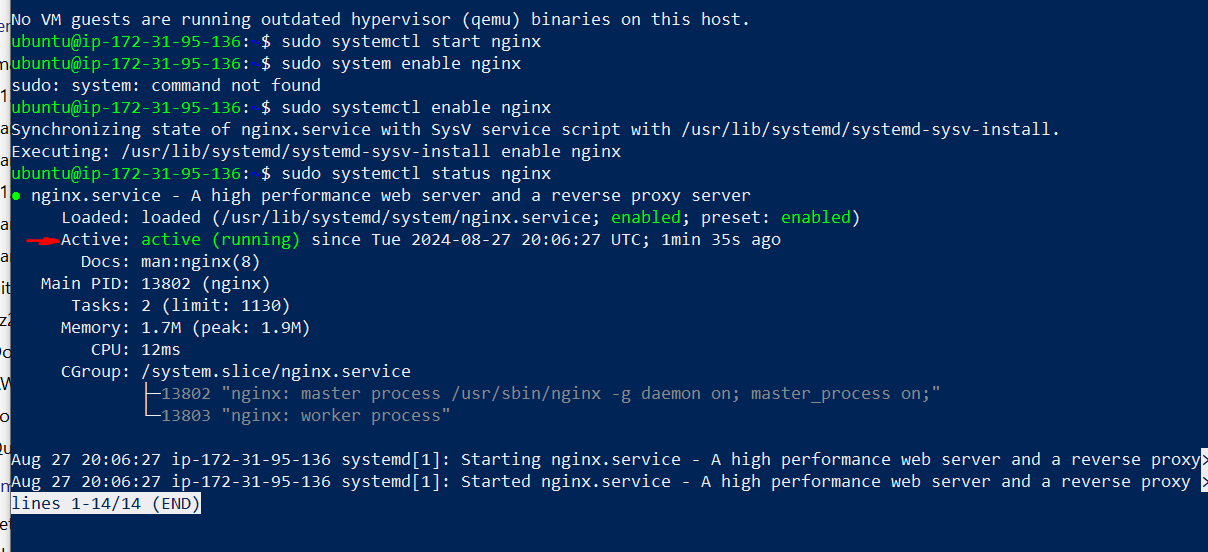 No VM guests are running outdated hypervisor (qemu) binaries on this host.
ubuntu@ip-172-31-95-136:~$ sudo systemctl start nginx
ubuntu@ip-172-31-95-136:~$ sudo system enable nginx
sudo: system: command not found
ubuntu@ip-172-31-95-136:~$ sudo systemctl enable nginx
Synchronizing state of nginx.service with SysV service script with /usr/lib/systemd/systemd-sysv-install.
Executing: /usr/lib/systemd/systemd-sysv-install enable nginx
ubuntu@ip-172-31-95-136:~$ sudo systemctl status nginx
● nginx.service - A high performance web server and a reverse proxy server
Loaded: loaded (/usr/lib/systemd/system/nginx.service; enabled; preset: enabled)
Active: active (running) since Tue 2024-08-27 20:06:27 UTC; 1min 35s ago
Docs: man:nginx(8)
Main PID: 13802 (nginx)
Tasks: 2 (limit: 1130)
Memory: 1.7M (peak: 1.9M)
CPU: 12ms
CGroup: /system.slice/nginx.service
├─13802 "nginx: master process /usr/sbin/nginx -g daemon on; master_process on;"
└─13803 "nginx: worker process"
Aug 27 20:06:27 ip-172-31-95-136 systemd[1]: Starting nginx.service - A high performance web server and a reverse proxy>
Aug 27 20:06:27 ip-172-31-95-136 systemd[1]: Started nginx.service - A high performance web server and a reverse proxy >
lines 1-14/14 (END)